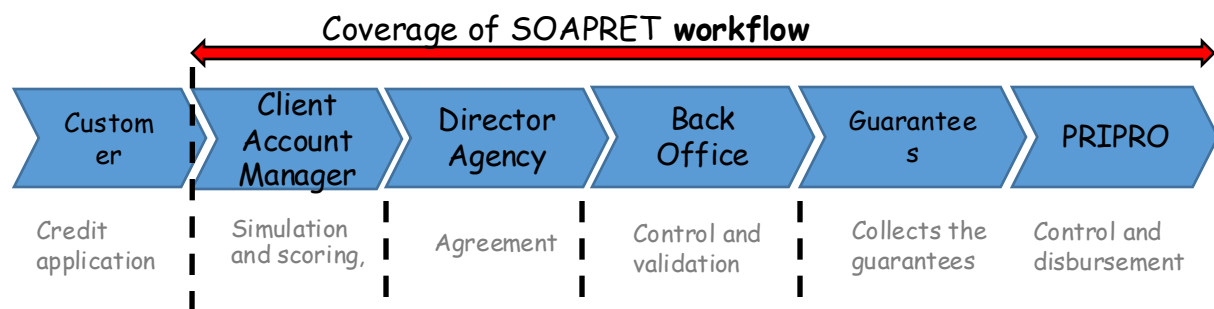 Coverage of SOAPRET workflow
Custom
er
Client
Account
Manager
Director
Agency
Back
Office
Guarantee
s
PRIPRO
Credit
application
Simulation
and scoring,
Agreement
Control and
validation
Collects the
guarantees
Control and
disbursement